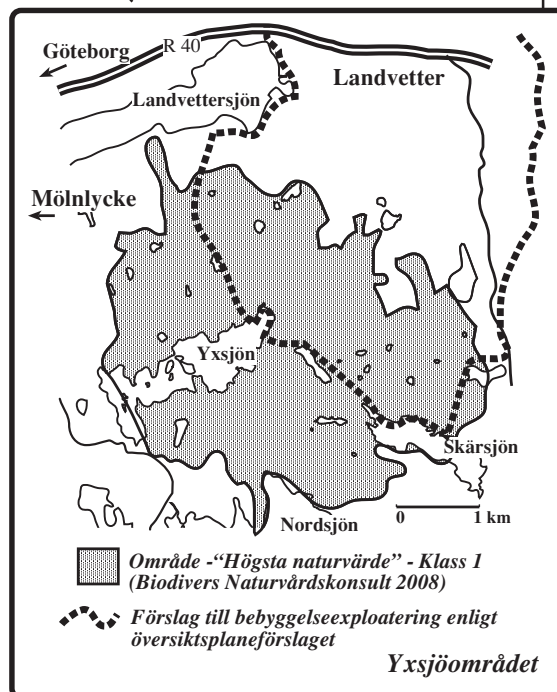 Göteborg
R 40
Landvetter
Landvettersjön
Mölnlycke
Yxsjön
Skärsjön
0 1 km
Nordsjön
Område -“Högsta naturvärde” - Klass 1
(Biodivers Naturvårdskonsult 2008)
Förslag till bebyggelseexploatering enligt
översiktsplaneförslaget
Yxsjöområdet